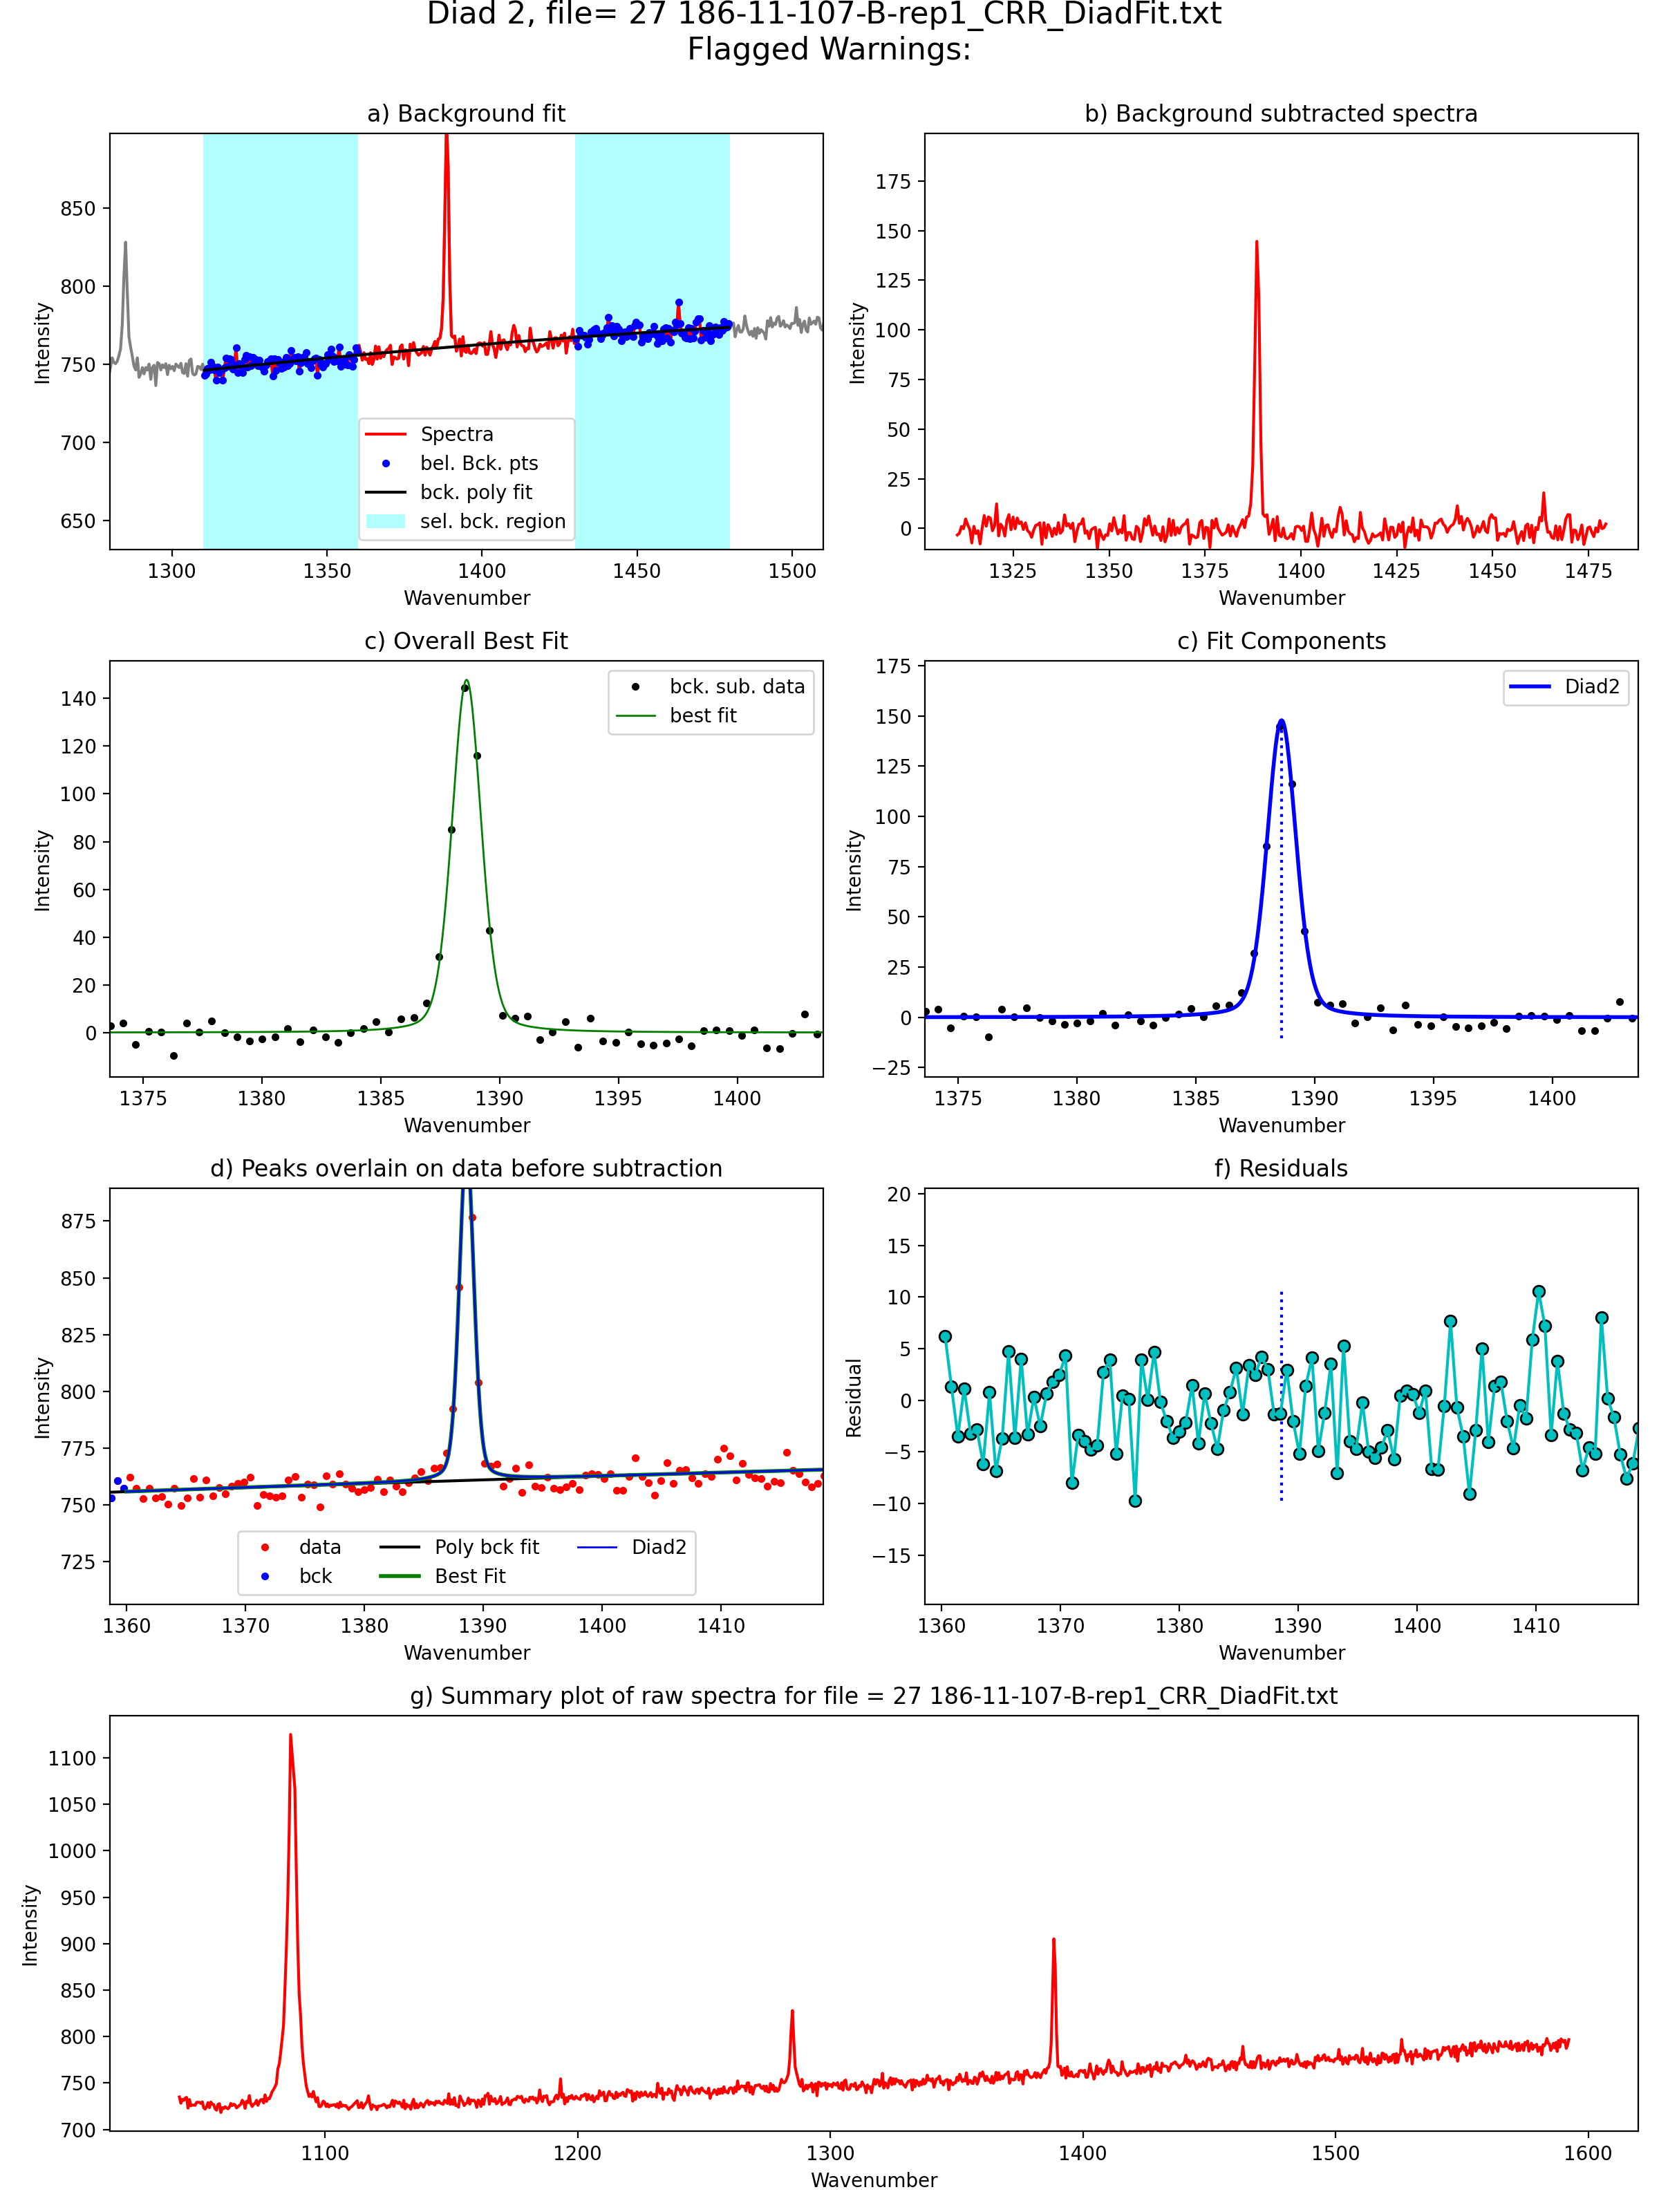 Diad 2, file= 27 186-11-107-B-rep1_CRR_DiadFit.txt
Flagged Warnings:
a) Background fit
Intensity
850
800
750
700
650
Spectra
bel. Bck. pts
bck. poly fit
sel. bck. region
1300 1350 1400 1450 1500
Wavenumber
b) Background subtracted spectra
Intensity
175
150
125
100
75
50
25
0
1325 1350 1375 1400 1425 1450 1475
Wavenumber
c) Overall Best Fit
Intensity
140
120
100
80
60
40
20
0
bck. sub. data
best fit
1375 1380 1385 1390 1395 1400
Wavenumber
c) Fit Components
Intensity
175
150
125
100
75
50
25
0
−25
Diad2
1375 1380 1385 1390 1395 1400
Wavenumber
d) Peaks overlain on data before subtraction
Intensity
875
850
825
800
775
750
725
data
bck
Poly bck fit
Best Fit
Diad2
1360 1370 1380 1390 1400 1410
Wavenumber
f) Residuals
Residual
20
15
10
5
0
−5
−10
−15
1360 1370 1380 1390 1400 1410
Wavenumber
g) Summary plot of raw spectra for file = 27 186-11-107-B-rep1_CRR_DiadFit.txt
Intensity
1100
1050
1000
950
900
850
800
750
700
1100 1200 1300 1400 1500 1600
Wavenumber